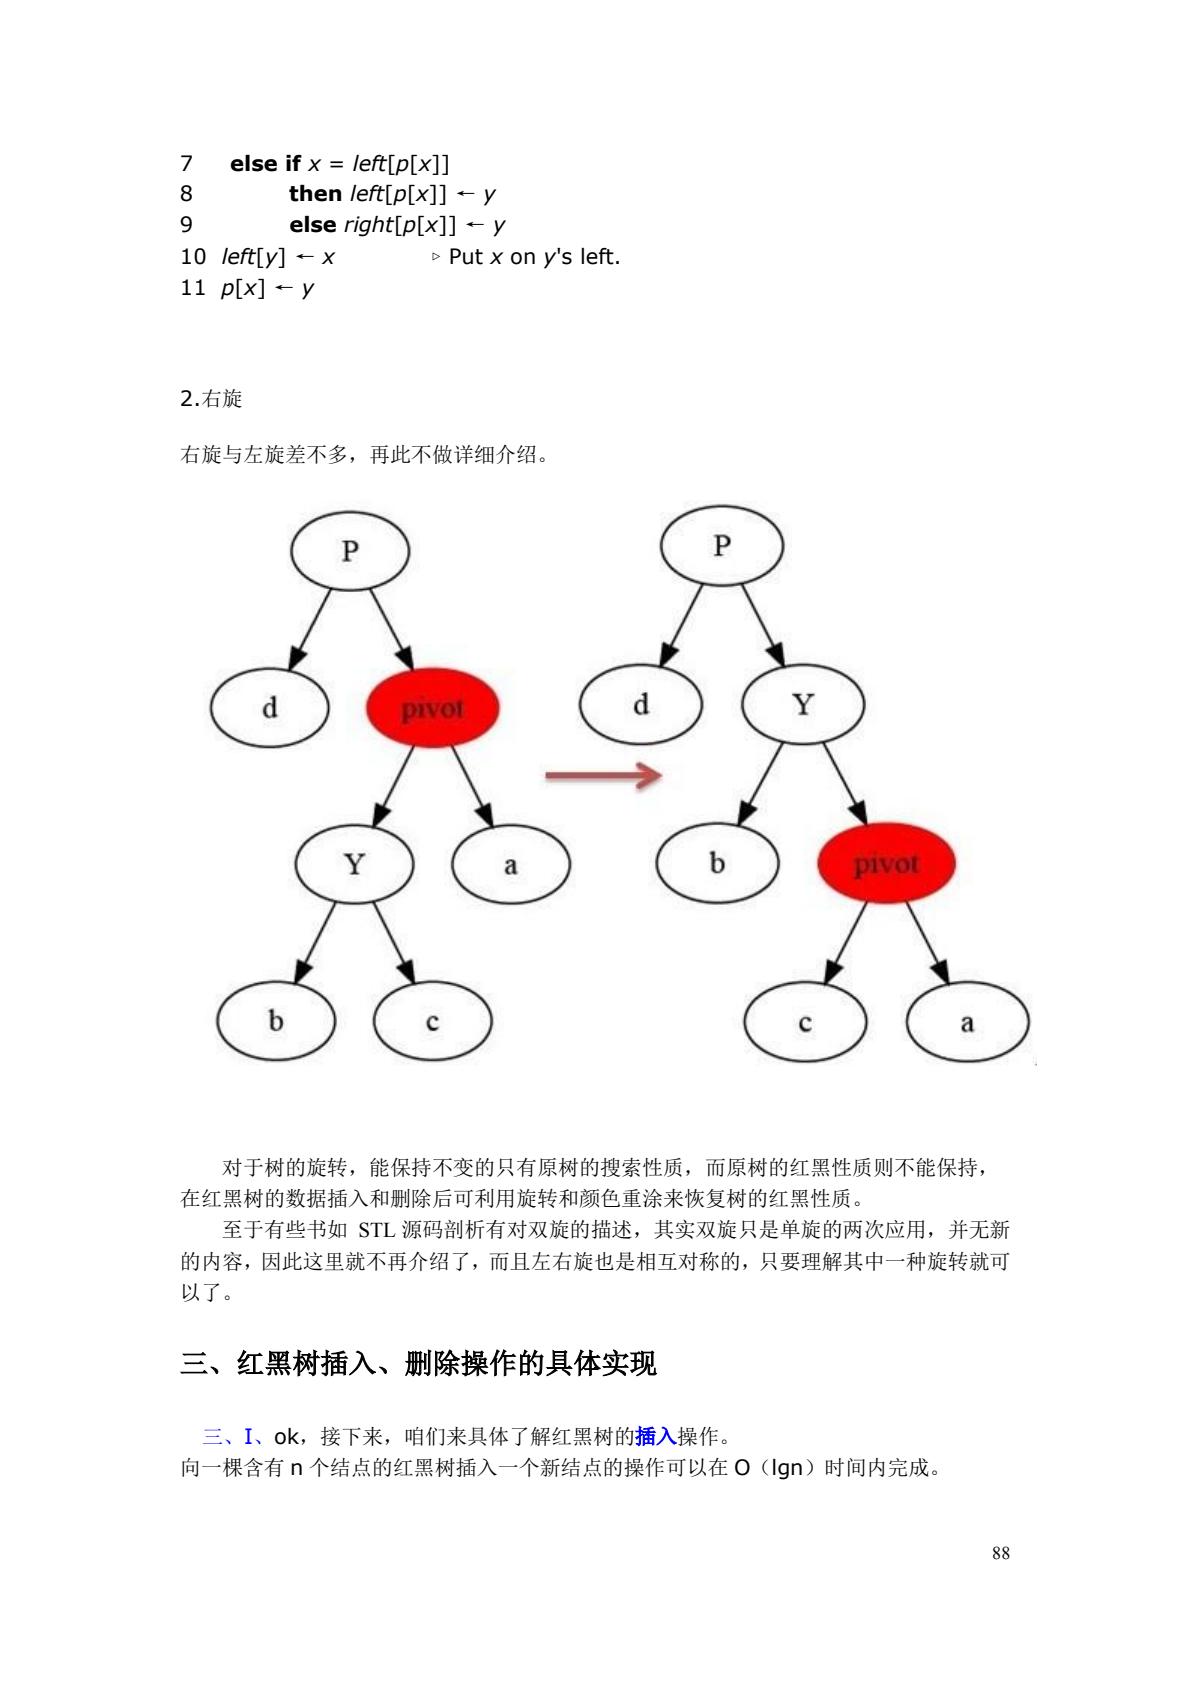 7 else if x = left[p[x]]
8 then left[p[x]] ← y
9 else right[p[x]] ← y
10 left[y] ← x ▷ Put x on y's left.
11 p[x] ← y
2.右旋
右旋与左旋差不多，再此不做详细介绍。
P
P
d
pivot
d
Y
Y
a
b
pivot
b
c
c
a
对于树的旋转，能保持不变的只有原树的搜索性质，而原树的红黑性质则不能保持，
在红黑树的数据插入和删除后可利用旋转和颜色重涂来恢复树的红黑性质。
至于有些书如 STL 源码剖析有对双旋的描述，其实双旋只是单旋的两次应用，并无新
的内容，因此这里就不再介绍了，而且左右旋也是相互对称的，只要理解其中一种旋转就可
以了。
三、红黑树插入、删除操作的具体实现
三、I、ok，接下来，咱们来具体了解红黑树的插入操作。
向一棵含有 n 个结点的红黑树插入一个新结点的操作可以在 O（lgn）时间内完成。
88